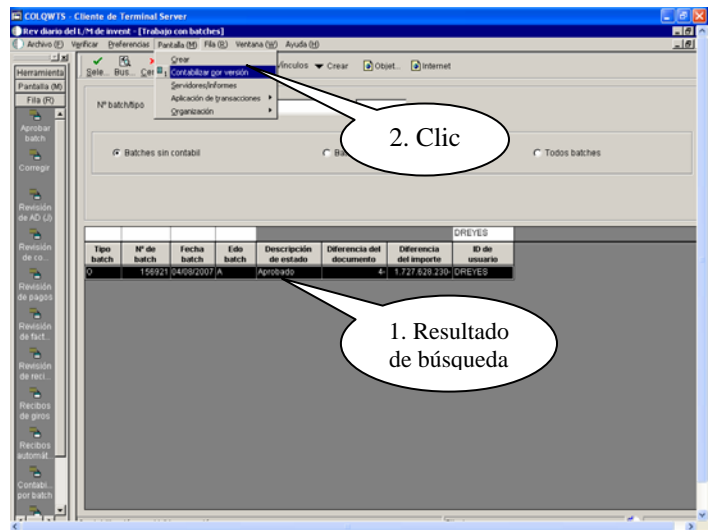 COLQWTS - Cliente de Terminal Server
Rev diario del L/M de invent - [Trabajo con batches]
Archivo (F) Verificar Preferencias Pantalla (M) Fila (R) Ventana (W) Ayuda (H)
Herramienta
Sele... Bus... Cer
Vínculos Crear Objet... Internet
Crear
Contabilizar por versión
Servidores/informes
Aplicación de transacciones
Organización
Pantalla (M)
Fila (R)
Aprobar
batch
Corregir
Revisión
de AD (J)
Revisión
de co...
Revisión
de pagos
Revisión
de fact...
Revisión
de reci...
Recibos
de giros
Recibos
automát...
Contabi...
por batch
Nº batch/tipo
2. Clic
Batches sin contabil
Todos batches
DREYES
Tipo batch Nº de batch Fecha batch Edo batch Descripción de estado Diferencia del documento Diferencia del importe ID de usuario
O 156921 04/08/2007 A Aprobado 4- 1.727.628.230- DREYES
1. Resultado
de búsqueda